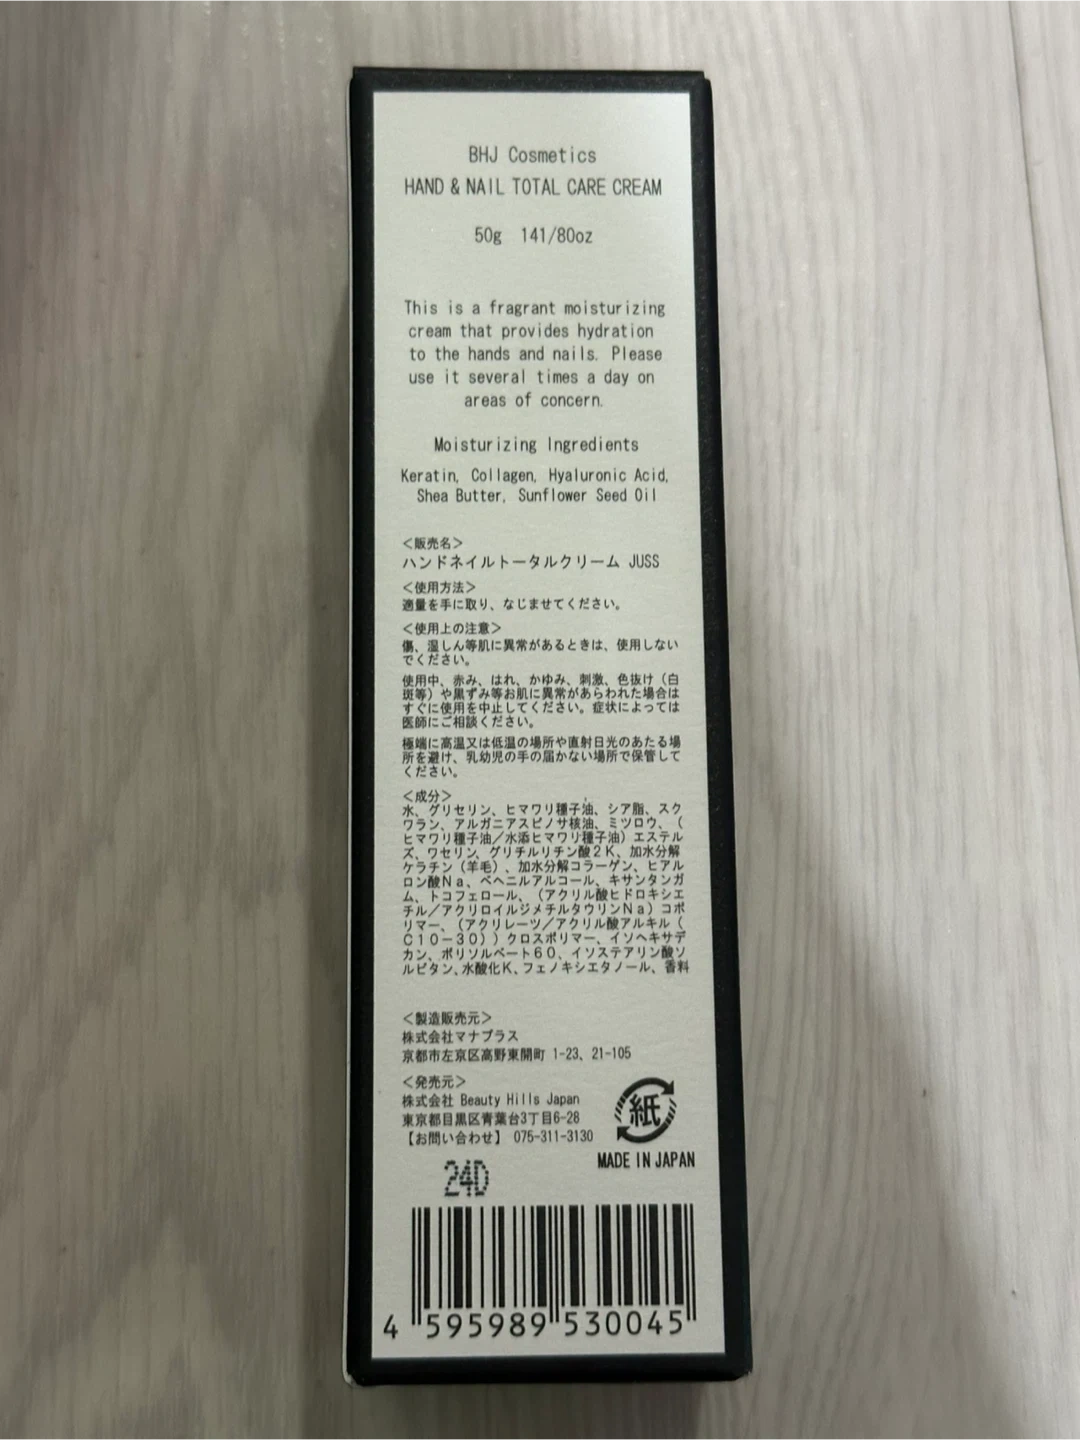 BHJ Cosmetics
HAND & NAIL TOTAL CARE CREAM
50g 141/80oz
This is a fragrant moisturizing
cream that provides hydration
to the hands and nails. Please
use it several times a day on
areas of concern.
Moisturizing Ingredients
Keratin, Collagen, Hyaluronic Acid,
Shea Butter, Sunflower Seed Oil
＜販売名＞
ハンドネイルトータルクリーム JUSS
＜使用方法＞
適量を手に取り、なじませてください。
＜使用上の注意＞
傷、湿しん等肌に異常があるときは、使用しない
でください。
使用中、赤み、はれ、かゆみ、刺激、色抜け（白
斑等）や黒ずみ等お肌に異常があらわれた場合は
すぐに使用を中止してください。症状によっては
医師にご相談ください。
極端に高温又は低温の場所や直射日光のあたる場
所を避け、乳幼児の手の届かない場所で保管して
ください。
＜成分＞
水、グリセリン、ヒマワリ種子油、シア脂、スク
ワラン、アルガニアスピノサ核油、ミツロウ、（
ヒマワリ種子油／水添ヒマワリ種子油）エステル
ズ、ワセリン、グリチルリチン酸２Ｋ、加水分解
ケラチン（羊毛）、加水分解コラーゲン、ヒアル
ロン酸Ｎａ、ベヘニルアルコール、キサンタンガ
ム、トコフェロール、（アクリル酸ヒドロキシエ
チル／アクリロイルジメチルタウリンＮａ）コポ
リマー、（アクリレーツ／アクリル酸アルキル（
Ｃ１０－３０））クロスポリマー、イソヘキサデ
カン、ポリソルベート６０、イソステアリン酸ソ
ルビタン、水酸化Ｋ、フェノキシエタノール、香料
＜製造販売元＞
株式会社マナプラス
京都市左京区高野東開町 1-23、21-105
＜発売元＞
株式会社 Beauty Hills Japan
東京都目黒区青葉台3丁目6-28
【お問い合わせ】 075-311-3130
紙
MADE IN JAPAN
24D
4 595989 530045